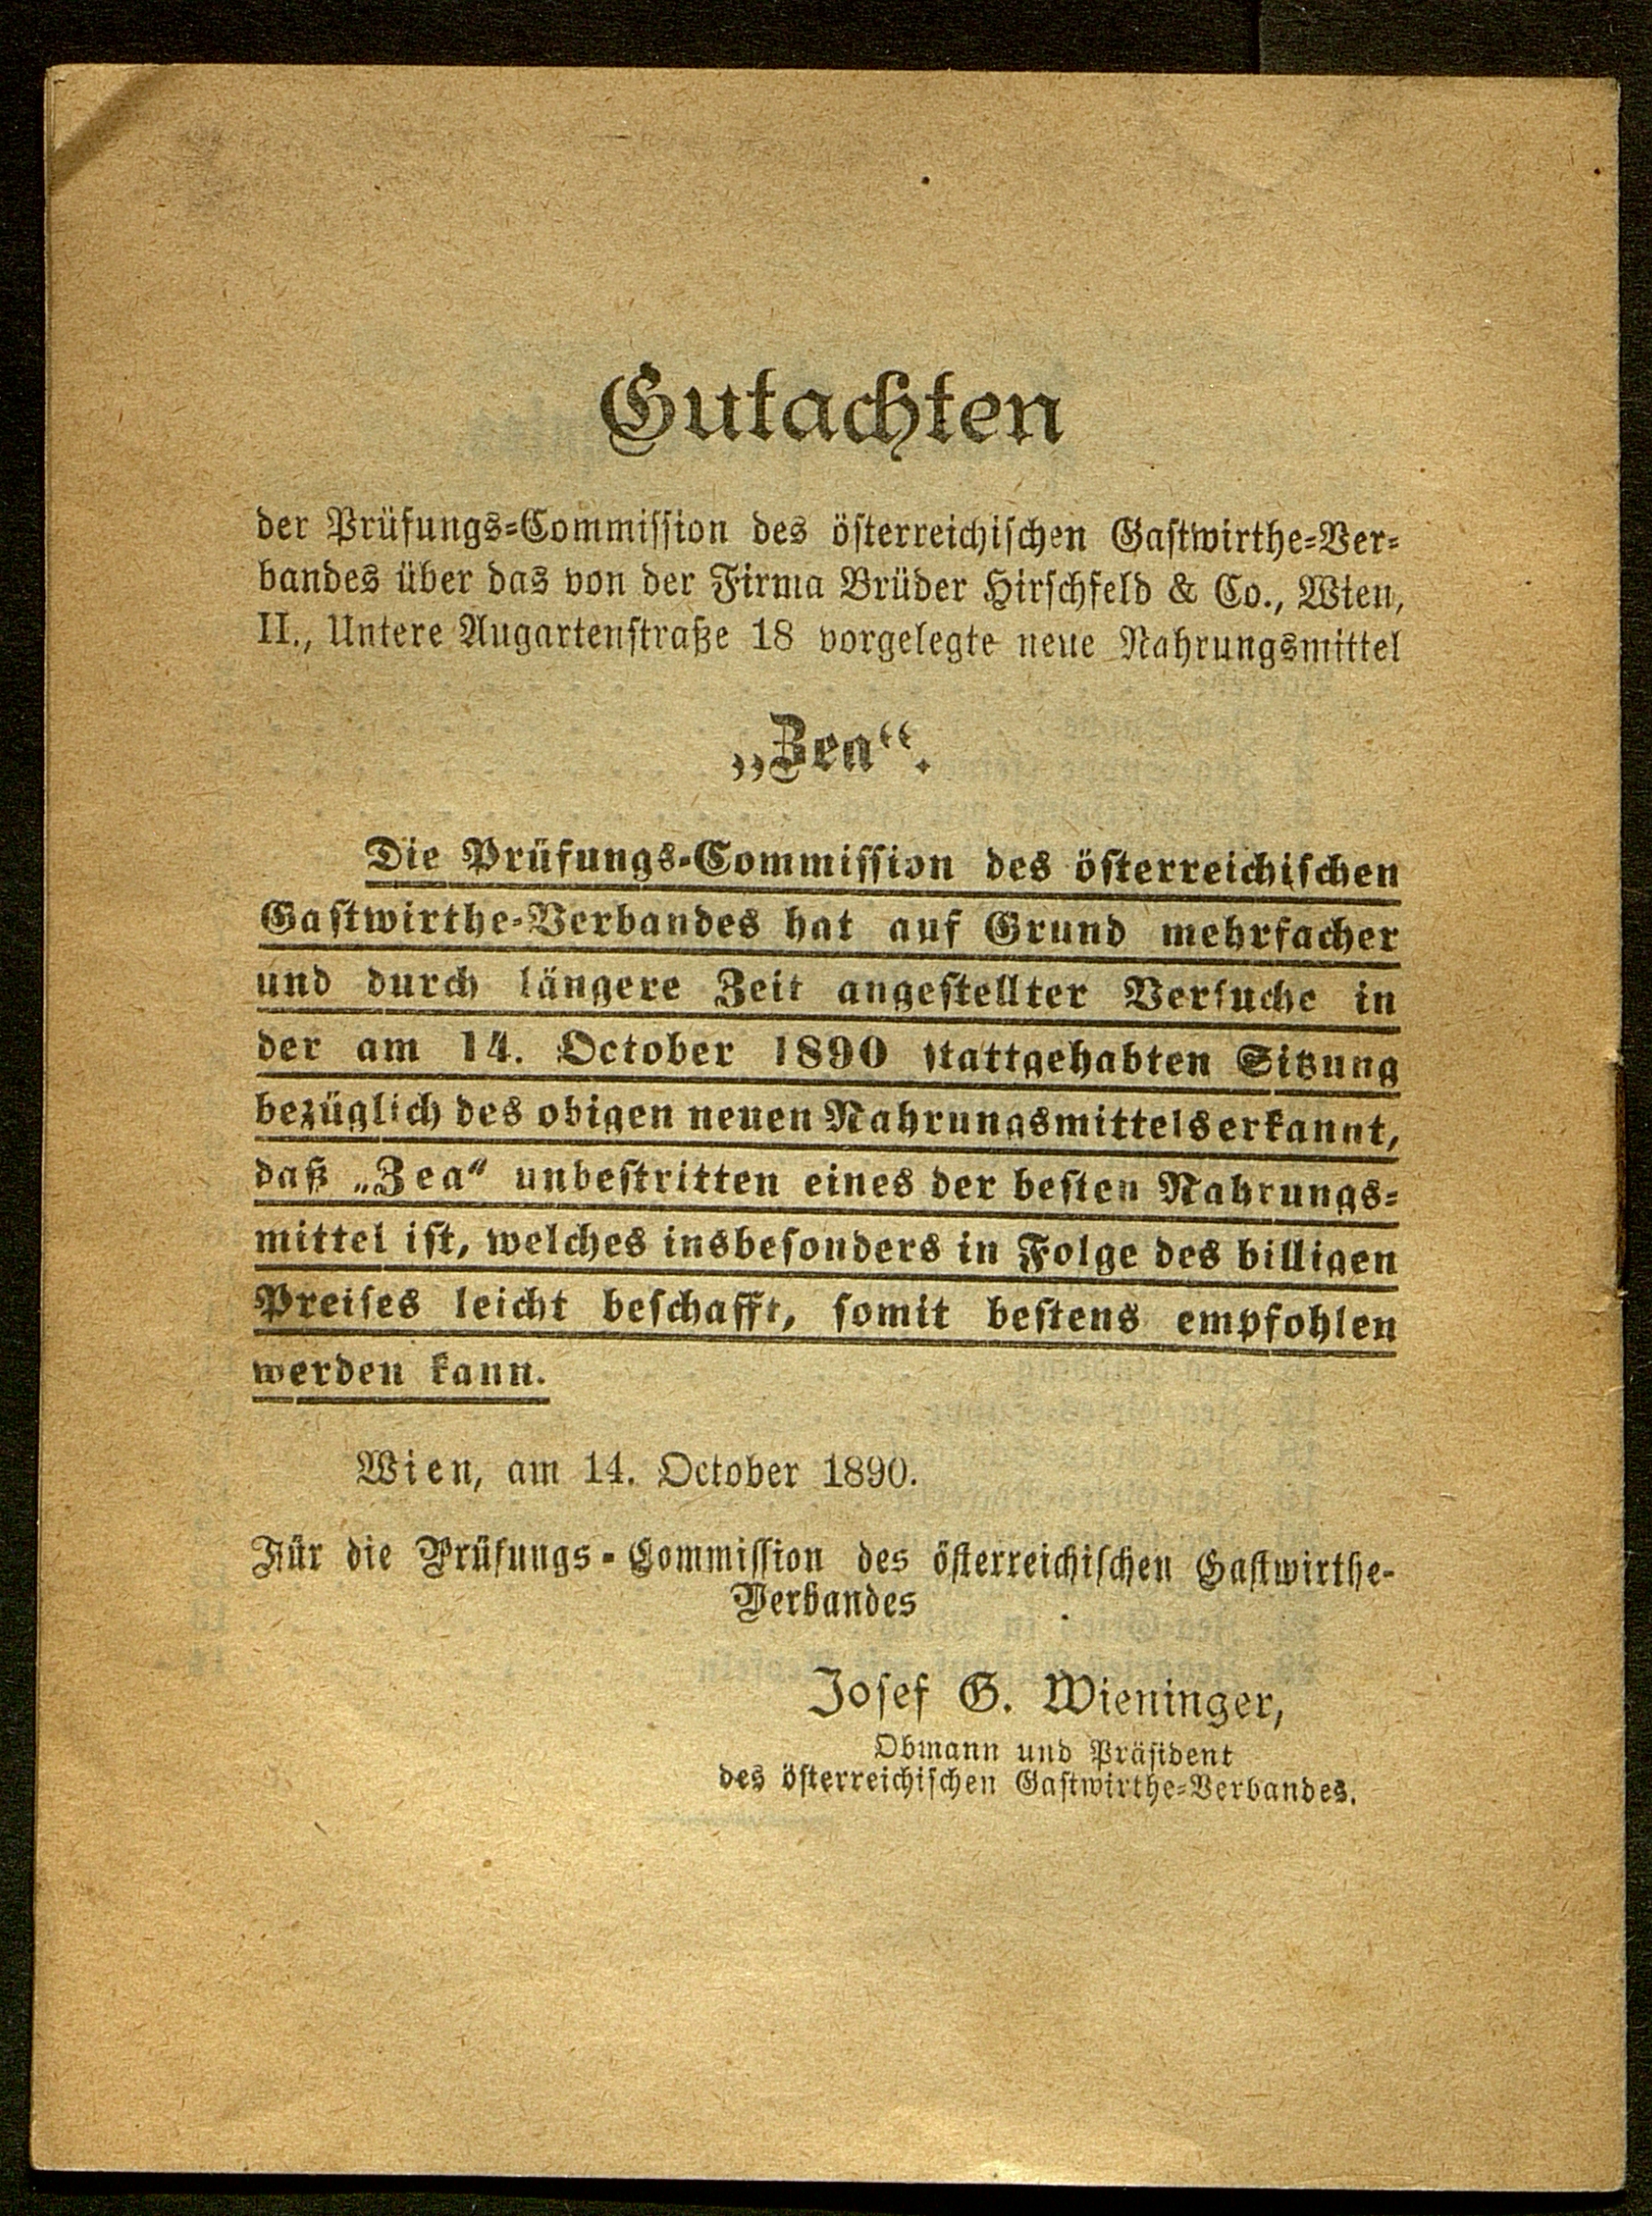 Gutachten
der Prüfungs-Commission des österreichischen Gastwirthe-Ver-
bandes über das von der Firma Brüder Hirschfeld & Co., Wien,
II., Untere Augartenstraße 18 vorgelegte neue Nahrungsmittel
„Zea“.
Die Prüfungs-Commission des österreichischen
Gastwirthe-Verbandes hat auf Grund mehrfacher
und durch längere Zeit angestellter Versuche in
der am 14. October 1890 stattgehabten Sitzung
bezüglich des obigen neuen Nahrungsmittels erkannt,
daß „Zea“ unbestritten eines der besten Nahrungs-
mittel ist, welches insbesonders in Folge des billigen
Preises leicht beschafft, somit bestens empfohlen
werden kann.
Wien, am 14. October 1890.
Für die Prüfungs-Commission des österreichischen Gastwirthe-
Verbandes
Josef G. Wieninger,
Obmann und Präsident
des österreichischen Gastwirthe-Verbandes.